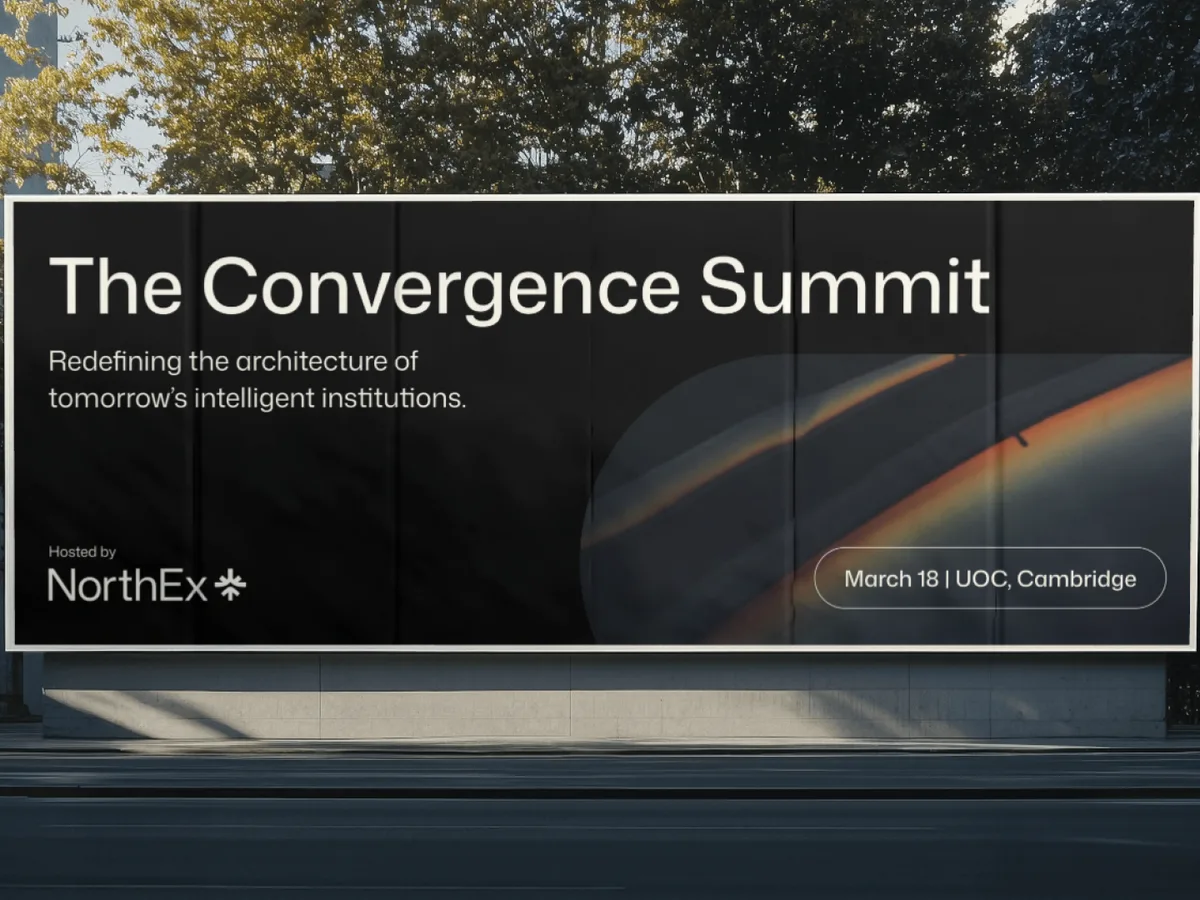 The Convergence Summit
Redefining the architecture of
tomorrow’s intelligent institutions.
Hosted by
NorthEx
March 18 | UOC, Cambridge